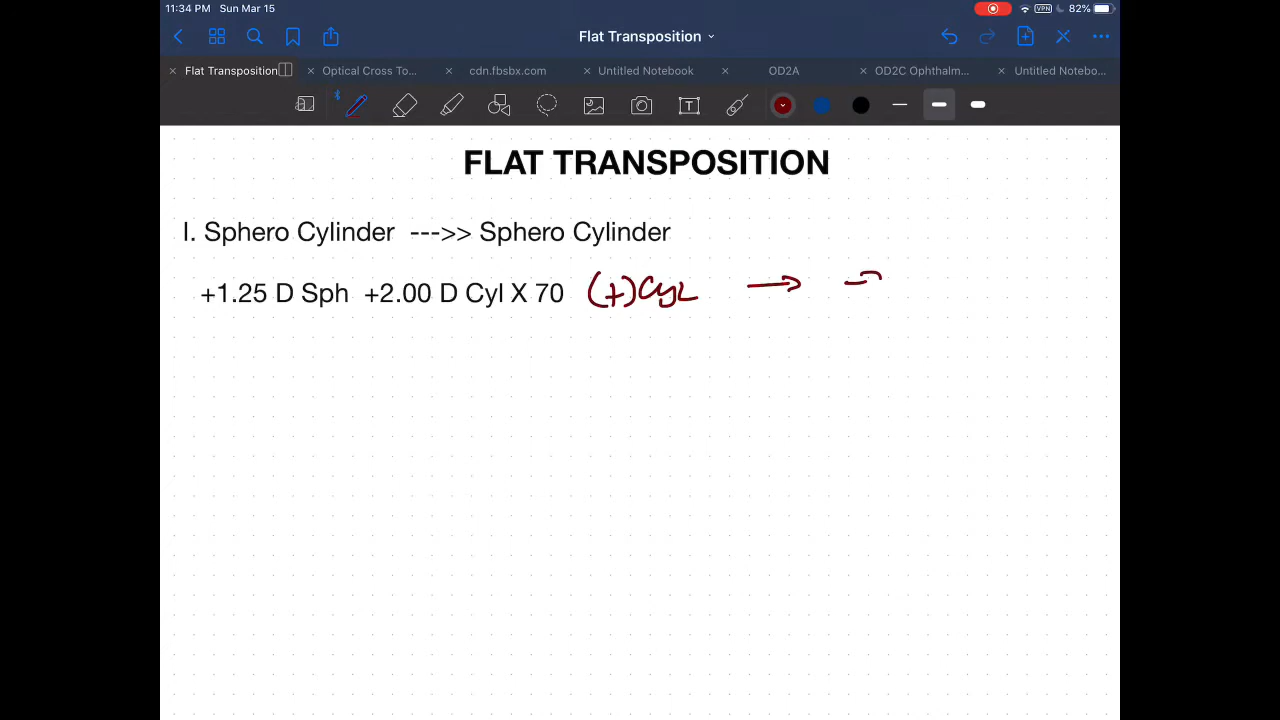 11:34 PM Sun Mar 15 VPN 82%
Flat Transposition
Flat Transposition Optical Cross To... cdn.fbsbx.com Untitled Notebook OD2A OD2C Ophthalm... Untitled Notebo...
FLAT TRANSPOSITION
I. Sphero Cylinder --->> Sphero Cylinder
+1.25 D Sph +2.00 D Cyl X 70 (+) Cyl →